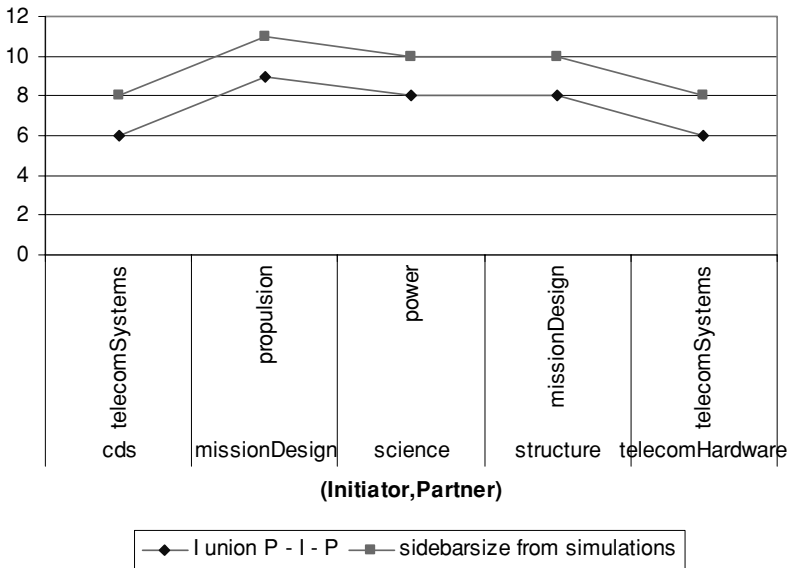 12
10
8
6
4
2
0
telecomSystems
propulsion
power
missionDesign
telecomSystems
cds missionDesign science structure telecomHardware
(Initiator,Partner)
I union P - I - P sidebarsize from simulations